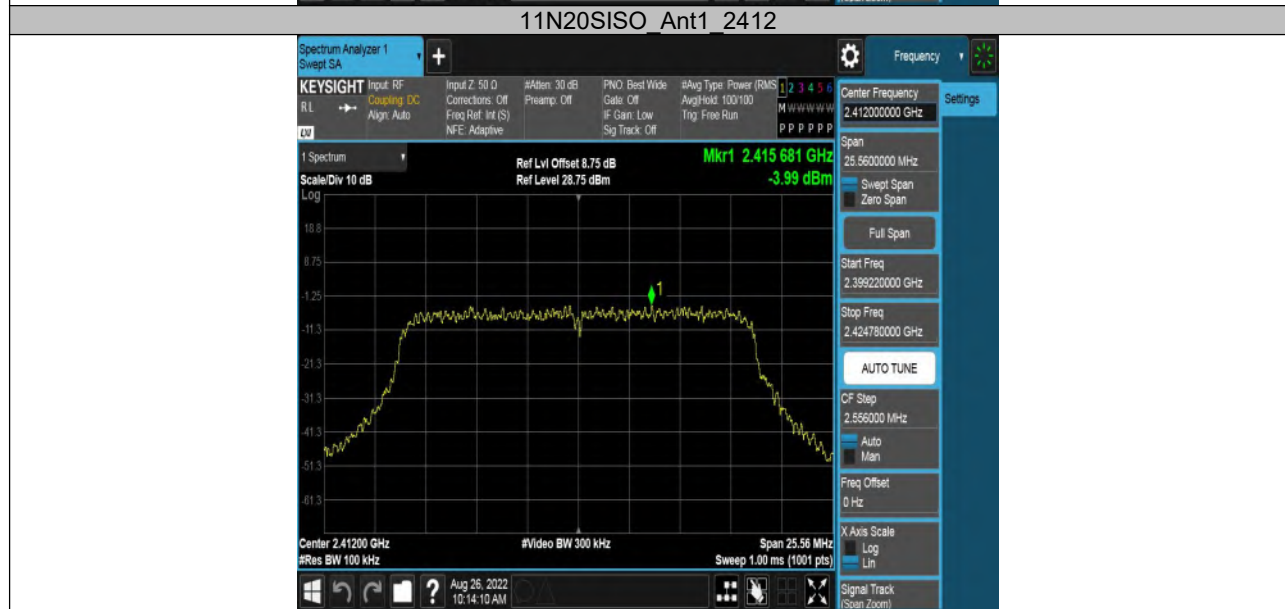 11N20SISO_Ant1_2412
Spectrum Analyzer 1
Swept SA
+
Frequency
KEYSIGHT
RL
LXI
Input: RF
Coupling: DC
Align: Auto
Input Z: 50 Ω
Corrections: Off
Freq Ref: Int (S)
NFE: Adaptive
#Atten: 30 dB
Preamp: Off
PNO: Best Wide
Gate: Off
IF Gain: Low
Sig Track: Off
#Avg Type: Power (RMS
Avg|Hold: 100/100
Trig: Free Run
1 2 3 4 5 6
M W W W W W
P P P P P P
1 Spectrum
Scale/Div 10 dB
Log
Ref Lvl Offset 8.75 dB
Ref Level 28.75 dBm
Mkr1 2.415 681 GHz
-3.99 dBm
18.8
8.75
-1.25
-11.3
-21.3
-31.3
-41.3
-51.3
-61.3
1
Center 2.41200 GHz
#Res BW 100 kHz
#Video BW 300 kHz
Span 25.56 MHz
Sweep 1.00 ms (1001 pts)
?
Aug 26, 2022
10:14:10 AM
Center Frequency
2.412000000 GHz
Settings
Span
25.5600000 MHz
Swept Span
Zero Span
Full Span
Start Freq
2.399220000 GHz
Stop Freq
2.424780000 GHz
AUTO TUNE
CF Step
2.556000 MHz
Auto
Man
Freq Offset
0 Hz
X Axis Scale
Log
Lin
Signal Track
(Span Zoom)